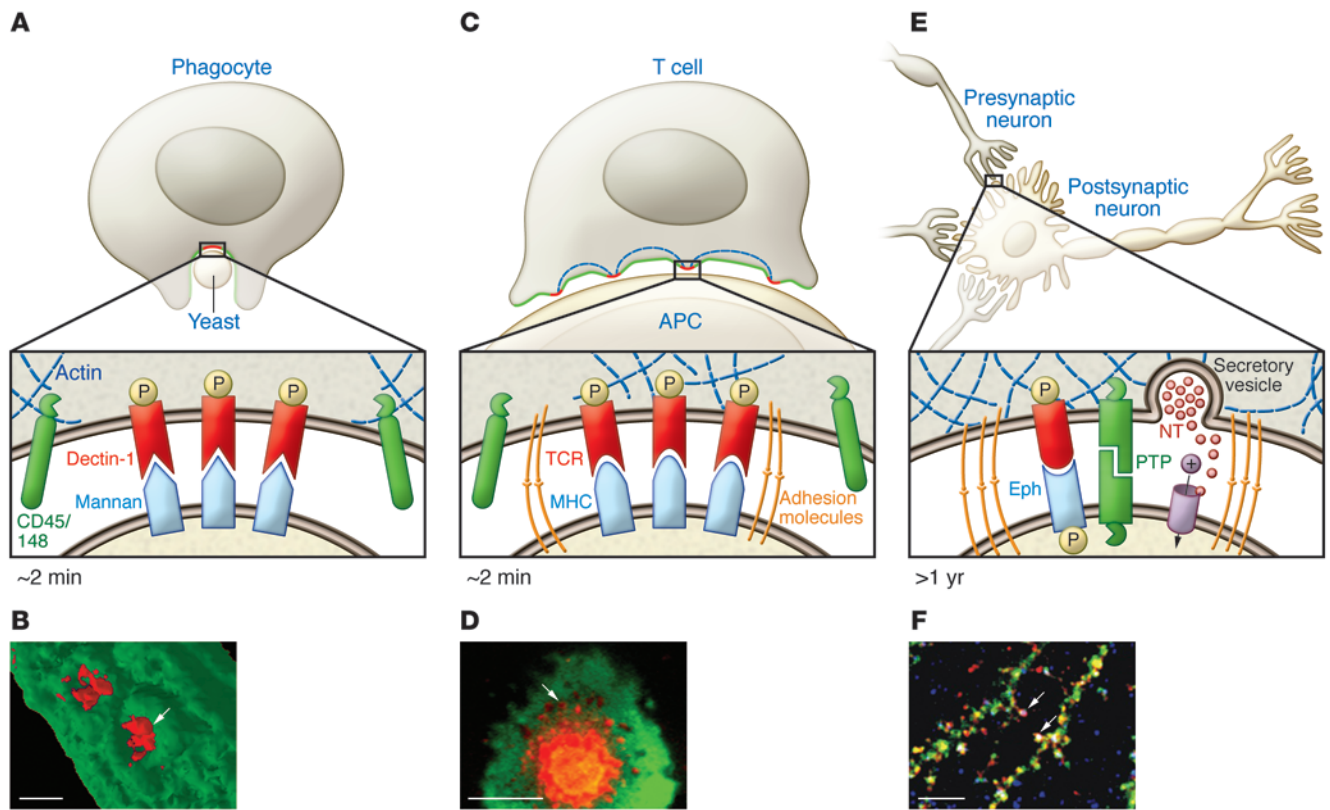 A
Phagocyte
Yeast
Actin
P
P
P
Dectin-1
Mannan
CD45/
148
~2 min
B
C
T cell
APC
P
P
P
TCR
MHC
Adhesion
molecules
~2 min
D
E
Presynaptic
neuron
Postsynaptic
neuron
Secretory
vesicle
P
NT
+
PTP
Eph
P
>1 yr
F